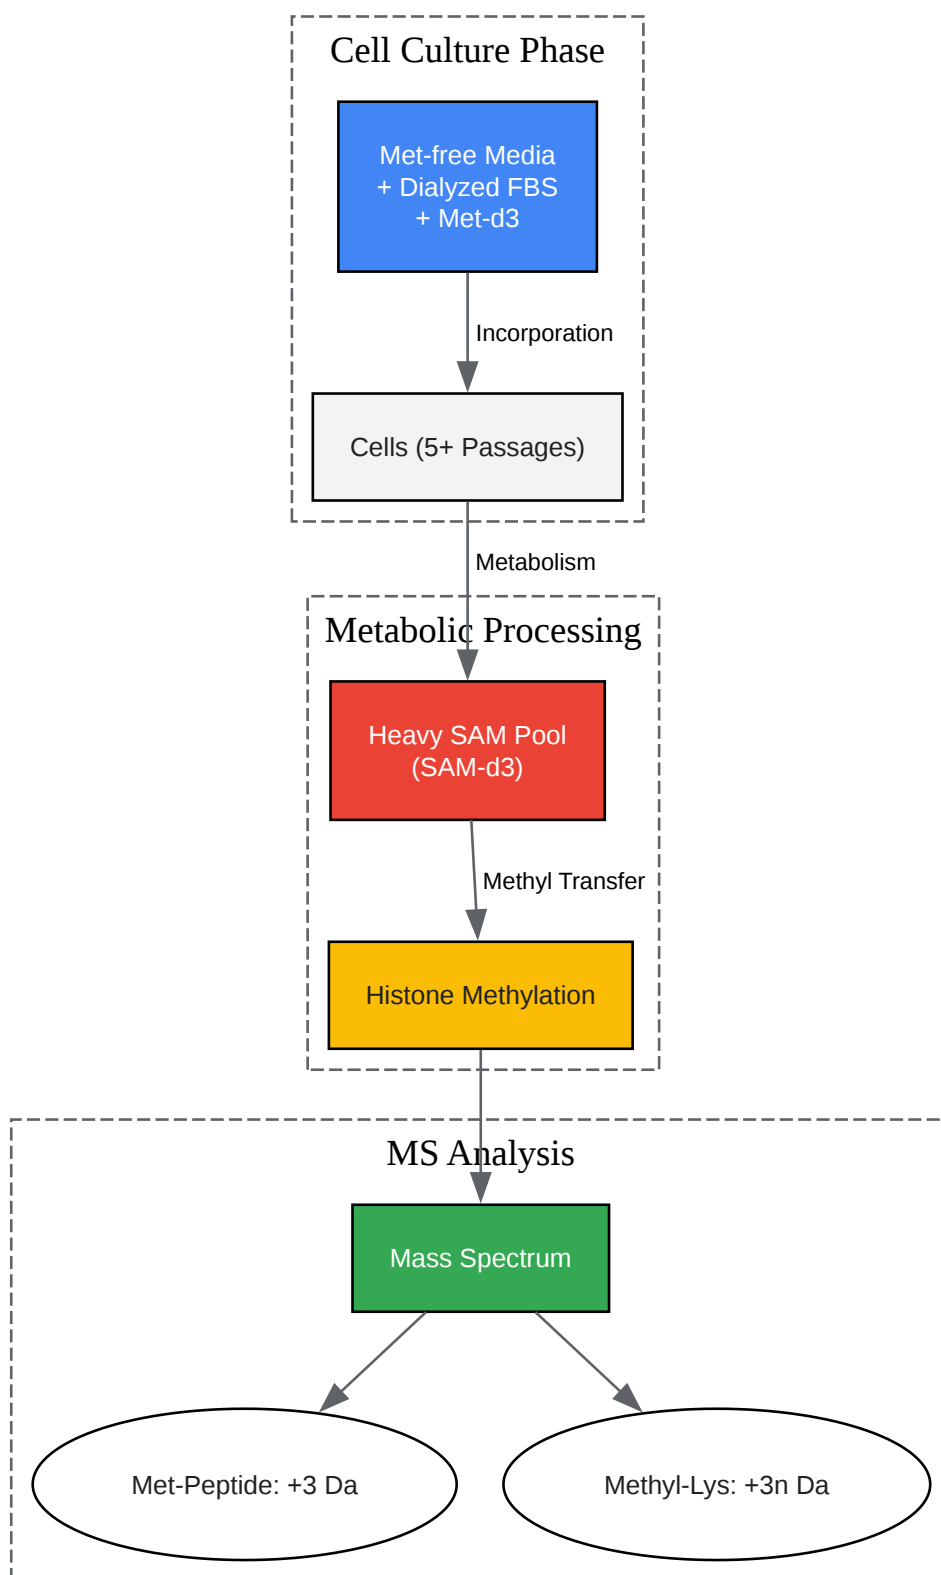 Cell Culture Phase
Met-free Media
+ Dialyzed FBS
+ Met-d3
Incorporation
Cells (5+ Passages)
Metabolism
Metabolic Processing
Heavy SAM Pool
(SAM-d3)
Methyl Transfer
Histone Methylation
MS Analysis
Mass Spectrum
Met-Peptide: +3 Da
Methyl-Lys: +3n Da